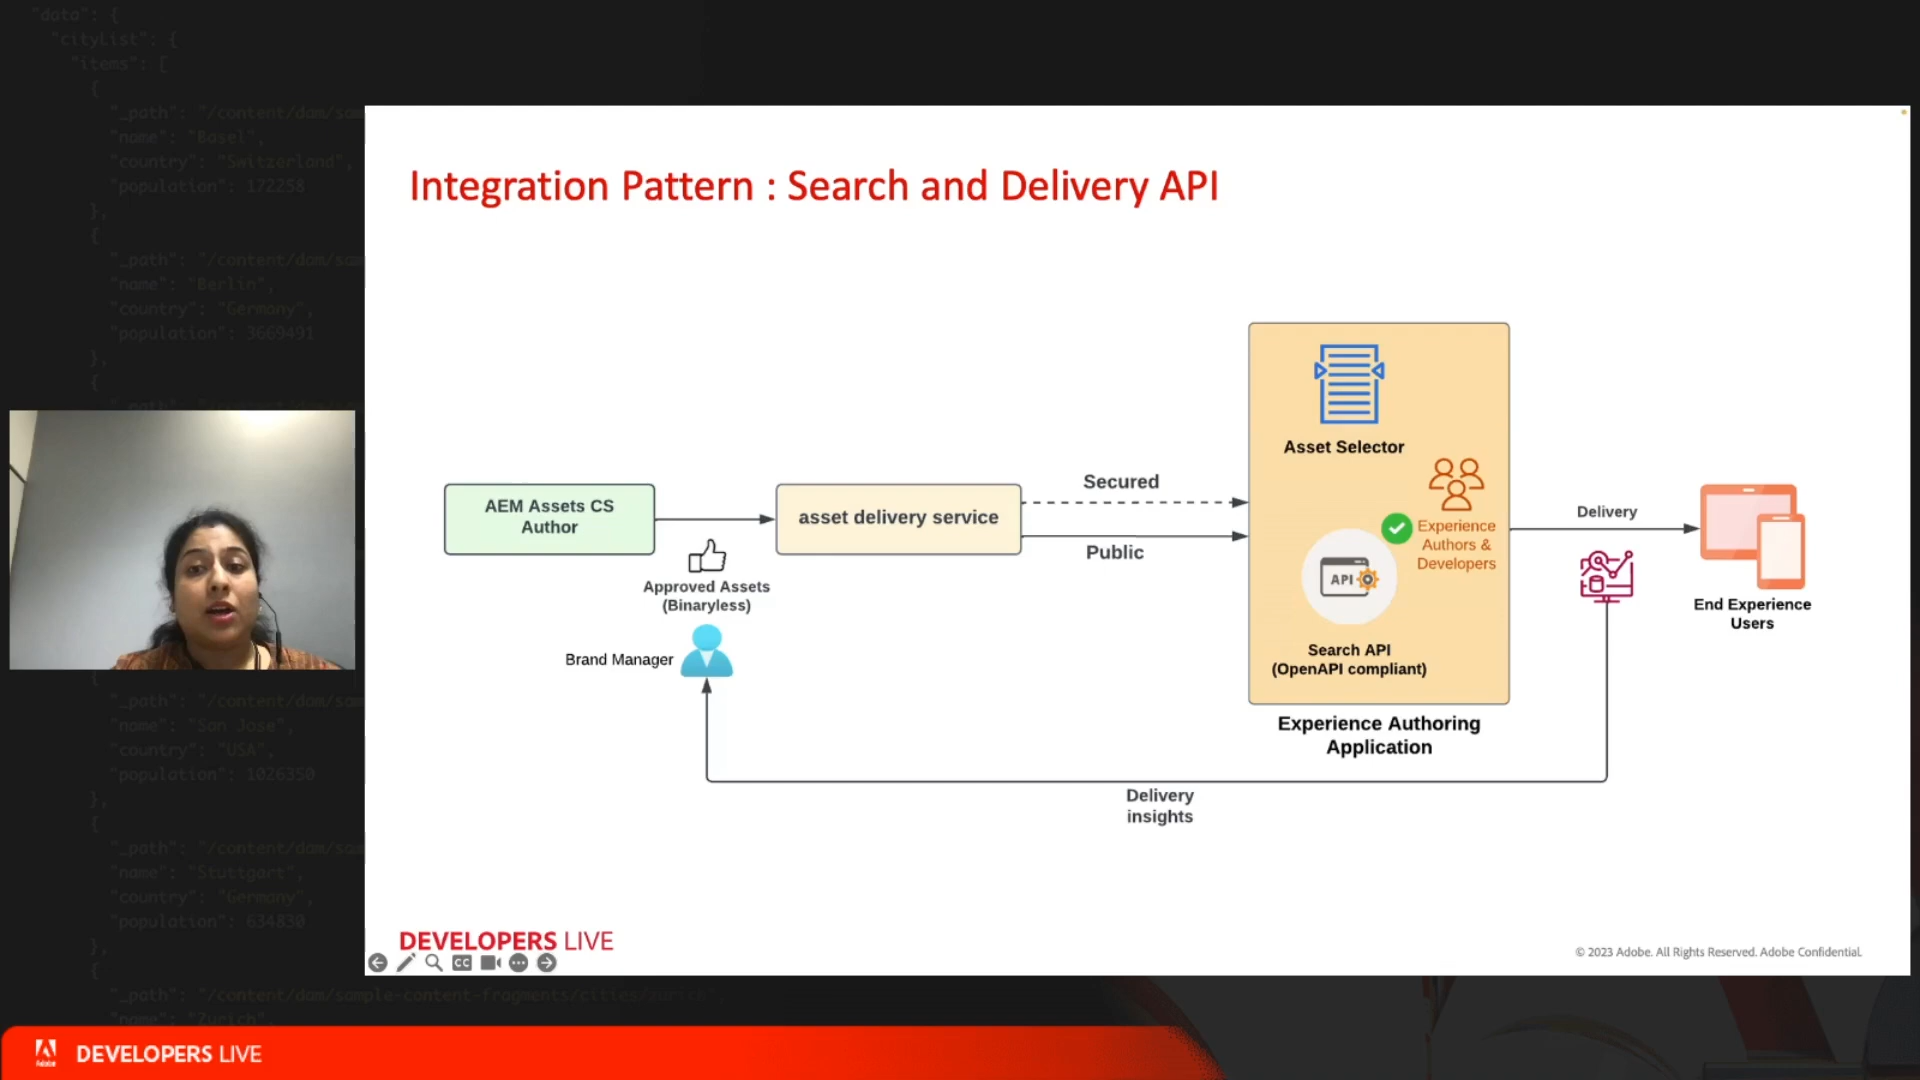 "data": {
"cityList": {
"items": [
{
"_path": "/content/dam/sam
"name": "Basel",
"country": "Switzerland",
"population": 172258
},
{
"_path": "/content/dam/sam
"name": "Berlin",
"country": "Germany",
"population": 3669491
},
{
{
"_path": "/content/dam/sam
"name": "San Jose",
"country": "USA",
"population": 1026350
},
{
"_path": "/content/dam/sam
"name": "Stuttgart",
"country": "Germany",
"population": 634830
},
{
"_path": "/content/dam/sample-content-fragments/cities/zurich",
"name": "Zurich",
Integration Pattern : Search and Delivery API
AEM Assets CS
Author
Approved Assets
(Binaryless)
Brand Manager
asset delivery service
Secured
Public
Asset Selector
Experience
Authors &
Developers
API
Search API
(OpenAPI compliant)
Experience Authoring
Application
Delivery
End Experience
Users
Delivery
insights
DEVELOPERS LIVE
CC
© 2023 Adobe. All Rights Reserved. Adobe Confidential.
Adobe
DEVELOPERS LIVE